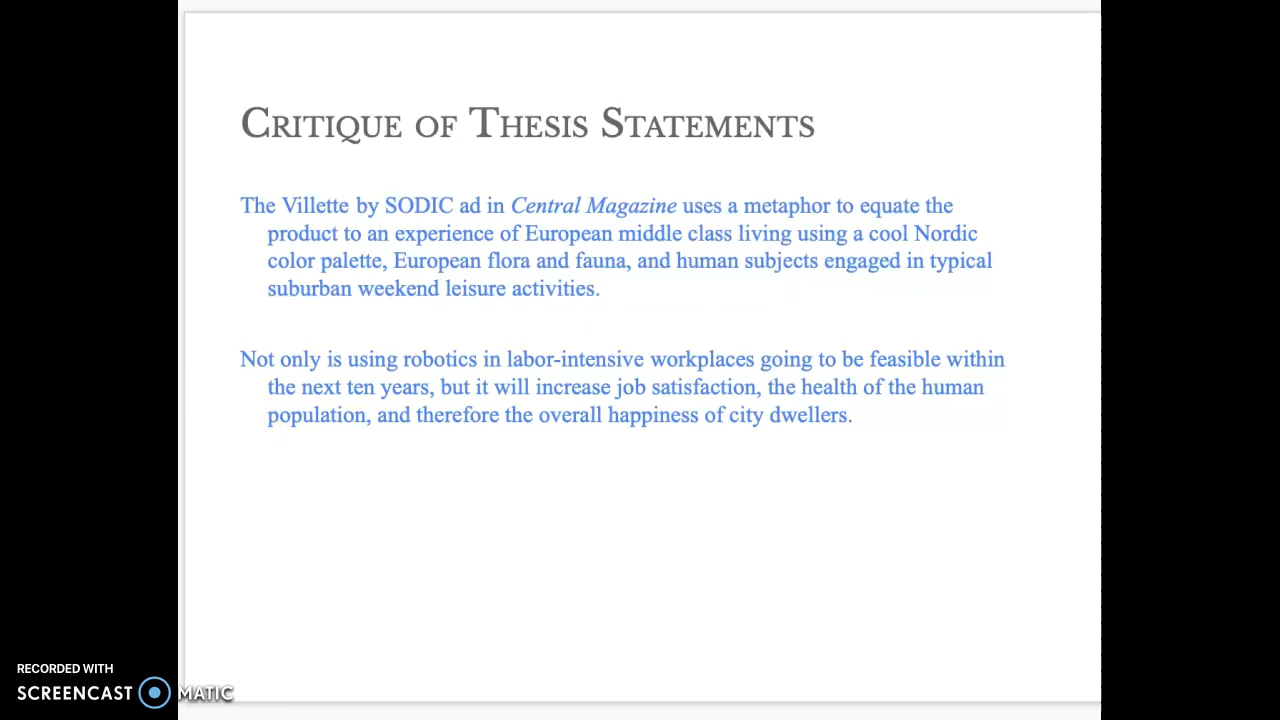 CRITIQUE OF THESIS STATEMENTS
The Villette by SODIC ad in Central Magazine uses a metaphor to equate the
product to an experience of European middle class living using a cool Nordic
color palette, European flora and fauna, and human subjects engaged in typical
suburban weekend leisure activities.
Not only is using robotics in labor-intensive workplaces going to be feasible within
the next ten years, but it will increase job satisfaction, the health of the human
population, and therefore the overall happiness of city dwellers.
RECORDED WITH
SCREENCAST MATIC